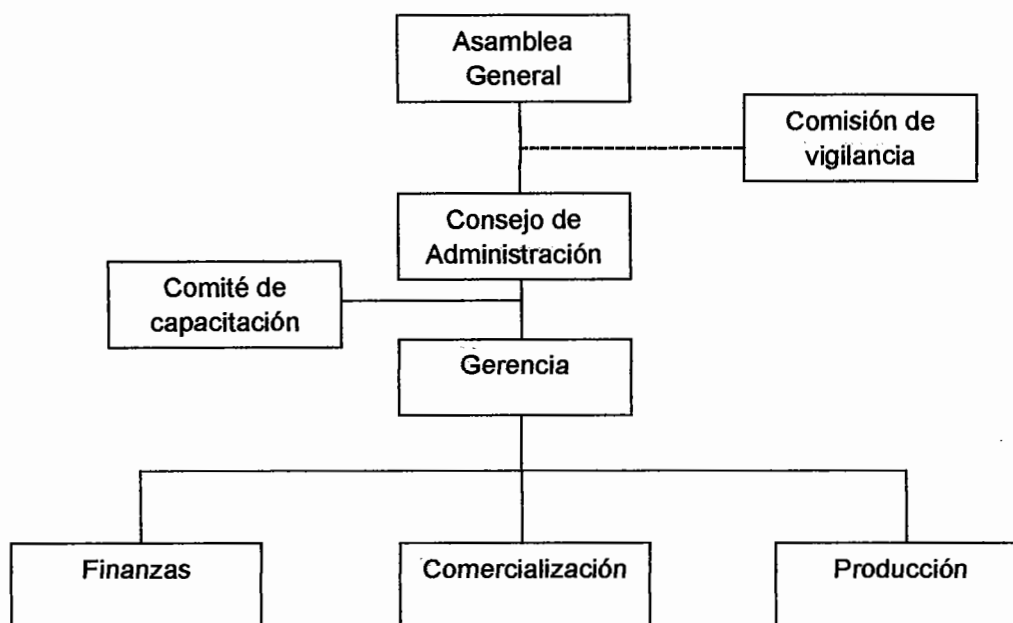 Asamblea
General
Comisión de
vigilancia
Consejo de
Administración
Comité de
capacitación
Gerencia
Finanzas
Comercialización
Producción